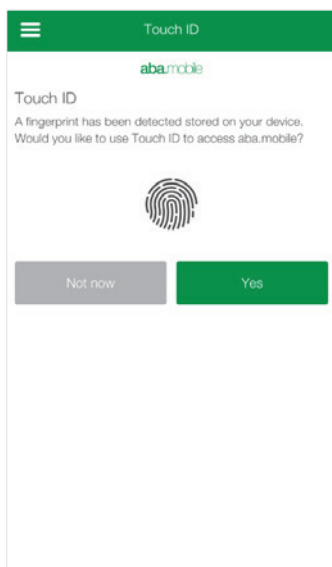 Touch ID
aba.mobile
Touch ID
A fingerprint has been detected stored on your device.
Would you like to use Touch ID to access aba.mobile?
Not now
Yes